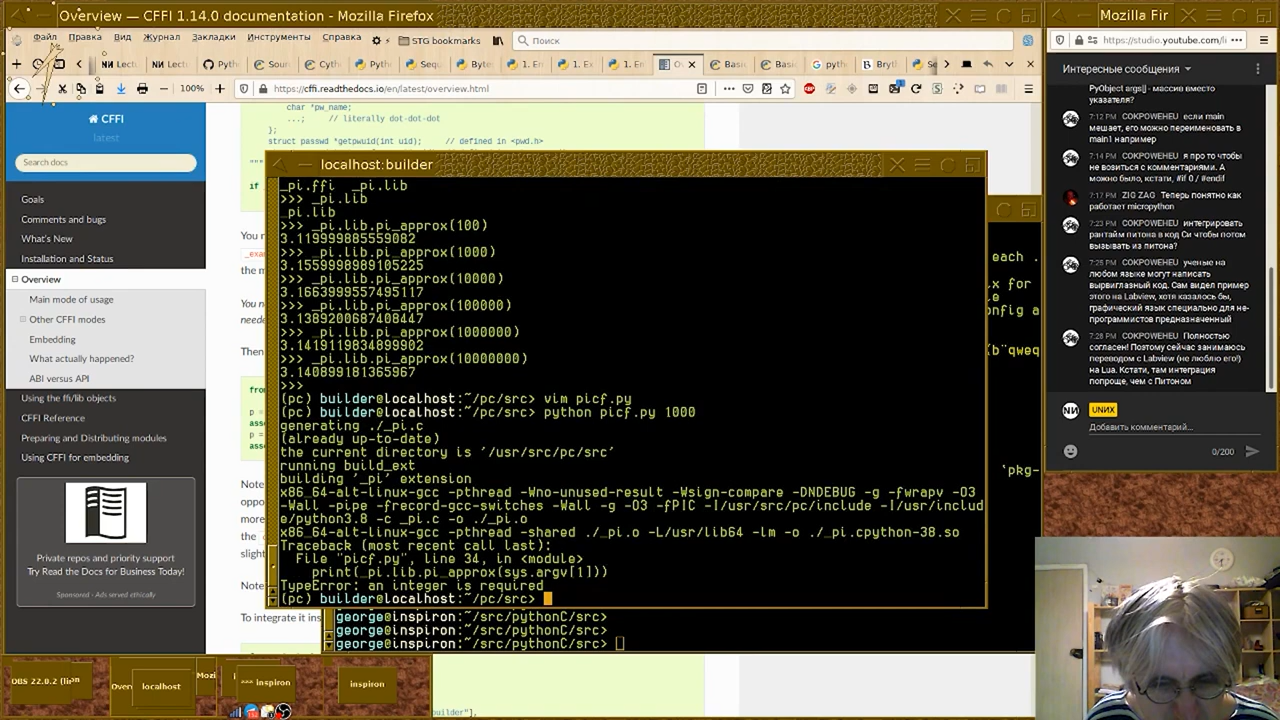 Overview — CFFI 1.14.0 documentation - Mozilla Firefox
Файл Правка Вид Журнал Закладки Инструменты Справка
STG bookmarks
Поиск
100%
https://cffi.readthedocs.io/en/latest/overview.html
CFFI
latest
Search docs
Goals
Comments and bugs
What's New
Installation and Status
Overview
Main mode of usage
Other CFFI modes
Embedding
What actually happened?
ABI versus API
Using the ffi/lib objects
CFFI Reference
Preparing and Distributing modules
Using CFFI for embedding
Private repos and priority support
Try Read the Docs for Business Today!
Sponsored · Ads served ethically
char *pw_name;
...; // literally dot-dot-dot
};
struct passwd *getpwuid(int uid); // defined in <pwd.h>
localhost:builder
_pi.ffi _pi.lib
>>> _pi.lib
_pi.lib
>>> _pi.lib.pi_approx(100)
3.119999885559082
>>> _pi.lib.pi_approx(1000)
3.1559998989105225
>>> _pi.lib.pi_approx(10000)
3.1663999557495117
>>> _pi.lib.pi_approx(100000)
3.1389200687408447
>>> _pi.lib.pi_approx(1000000)
3.1419119834899902
>>> _pi.lib.pi_approx(10000000)
3.140899181365967
>>>
(pc) builder@localhost:~/pc/src> vim picf.py
(pc) builder@localhost:~/pc/src> python picf.py 1000
generating ./_pi.c
(already up-to-date)
the current directory is '/usr/src/pc/src'
running build_ext
building '_pi' extension
x86_64-alt-linux-gcc -pthread -Wno-unused-result -Wsign-compare -DNDEBUG -g -fwrapv -O3
-Wall -pipe -frecord-gcc-switches -Wall -g -O3 -fPIC -I/usr/src/pc/include -I/usr/includ
e/python3.8 -c _pi.c -o ./_pi.o
x86_64-alt-linux-gcc -pthread -shared ./_pi.o -L/usr/lib64 -lm -o ./_pi.cpython-38.so
Traceback (most recent call last):
File "picf.py", line 34, in <module>
print(_pi.lib.pi_approx(sys.argv[1]))
TypeError: an integer is required
(pc) builder@localhost:~/pc/src>
george@inspiron:~/src/pythonC/src>
george@inspiron:~/src/pythonC/src>
george@inspiron:~/src/pythonC/src>
To integrate it ins
Mozilla Fir
https://studio.youtube.com/li
Интересные сообщения
PyObject args[] - массив вместо
указателя?
7:12 PM COKPOWEHEU если main
мешает, его можно переименовать в
main1 например
7:14 PM COKPOWEHEU я про то чтобы
не возиться с комментариями. А
можно было, кстати, #if 0 / #endif
7:17 PM ZIG ZAG Теперь понятно как
работает micropython
7:23 PM COKPOWEHEU интегрировать
рантайм питона в код Си чтобы потом
вызывать из питона?
7:25 PM COKPOWEHEU ученые на
любом языке могут написать
вырвиглазный код. Сам видел пример
этого на Labview, хотя казалось бы,
графический язык специально для не-
программистов предназначенный
7:28 PM COKPOWEHEU Полностью
согласен! Поэтому сейчас занимаюсь
переводом с Labview (не люблю его!)
на Lua. Кстати, там интеграция
попроще, чем с Питоном
UNИX
Добавить комментарий...
0/200
OBS 22.0.2 (li
localhost
>>> inspiron
inspiron